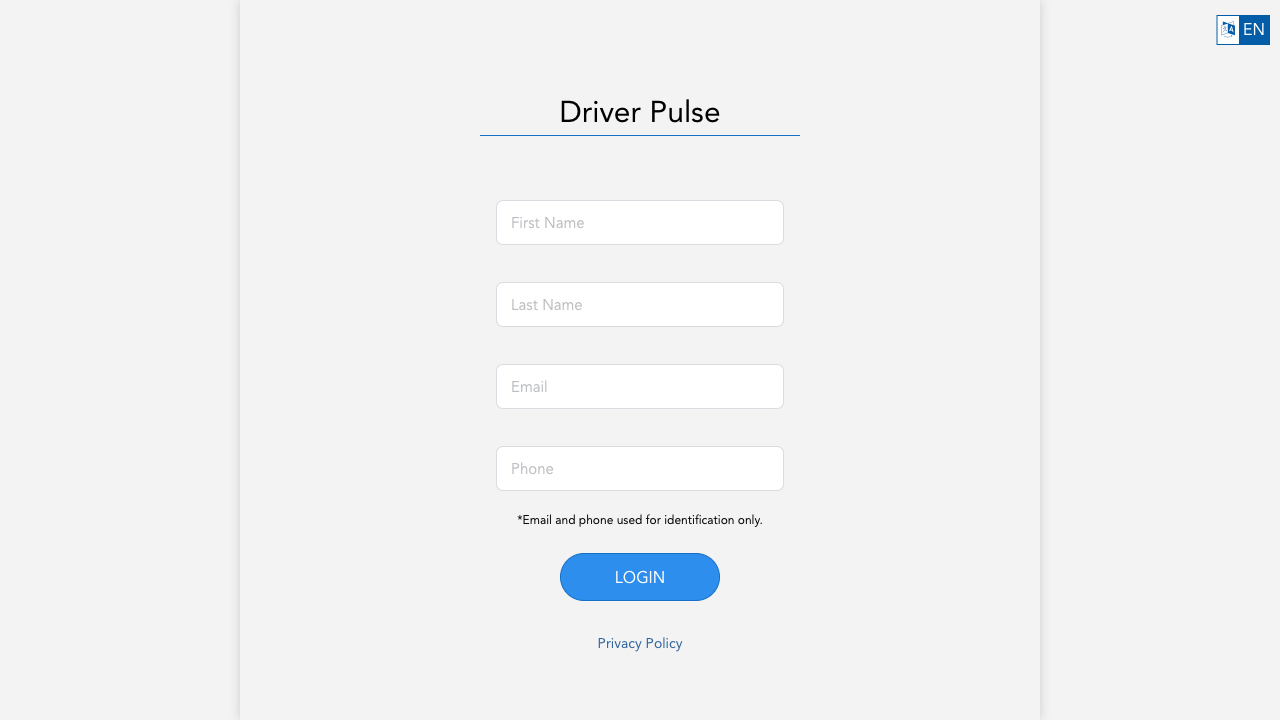 EN
Driver Pulse
First Name
Last Name
Email
Phone
*Email and phone used for identification only.
LOGIN
Privacy Policy